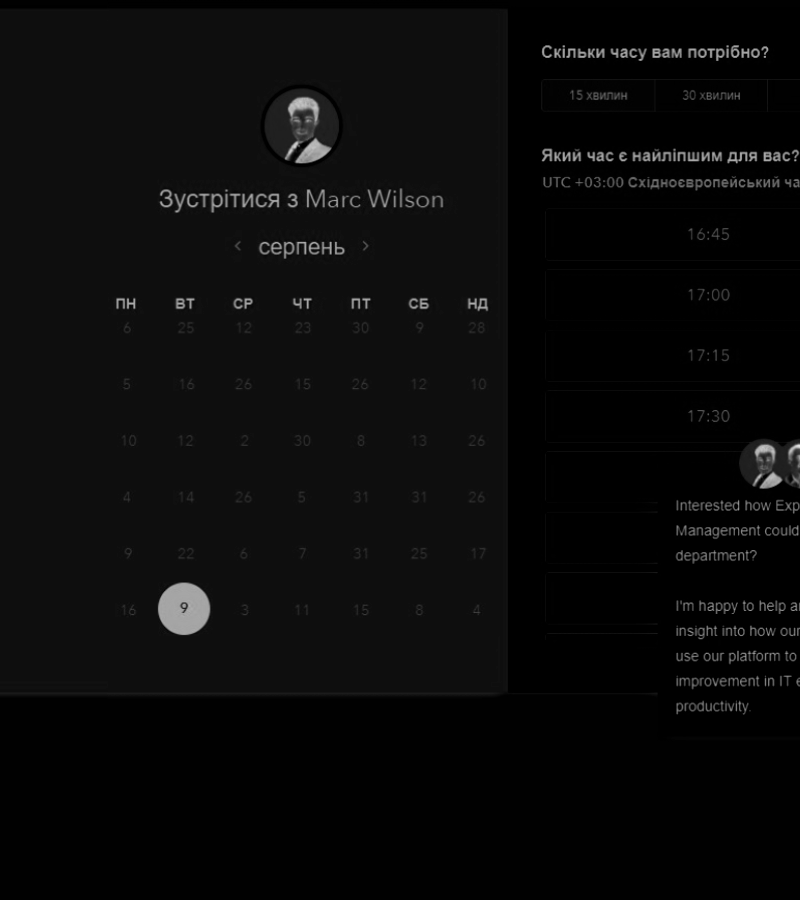 Зустрітися з Marc Wilson
серпень
ПН ВТ СР ЧТ ПТ СБ НД
6 25 12 23 30 9 28
5 16 26 15 26 12 10
10 12 2 30 8 13 26
4 14 26 5 31 31 26
9 22 6 7 31 25 17
16 9 3 11 15 8 4
Скільки часу вам потрібно?
15 хвилин 30 хвилин
Який час є найліпшим для вас?
UTC +03:00 Східноєвропейський ча
16:45
17:00
17:15
17:30
Interested how Exp
Management could
department?
I'm happy to help a
insight into how our
use our platform to
improvement in IT e
productivity.